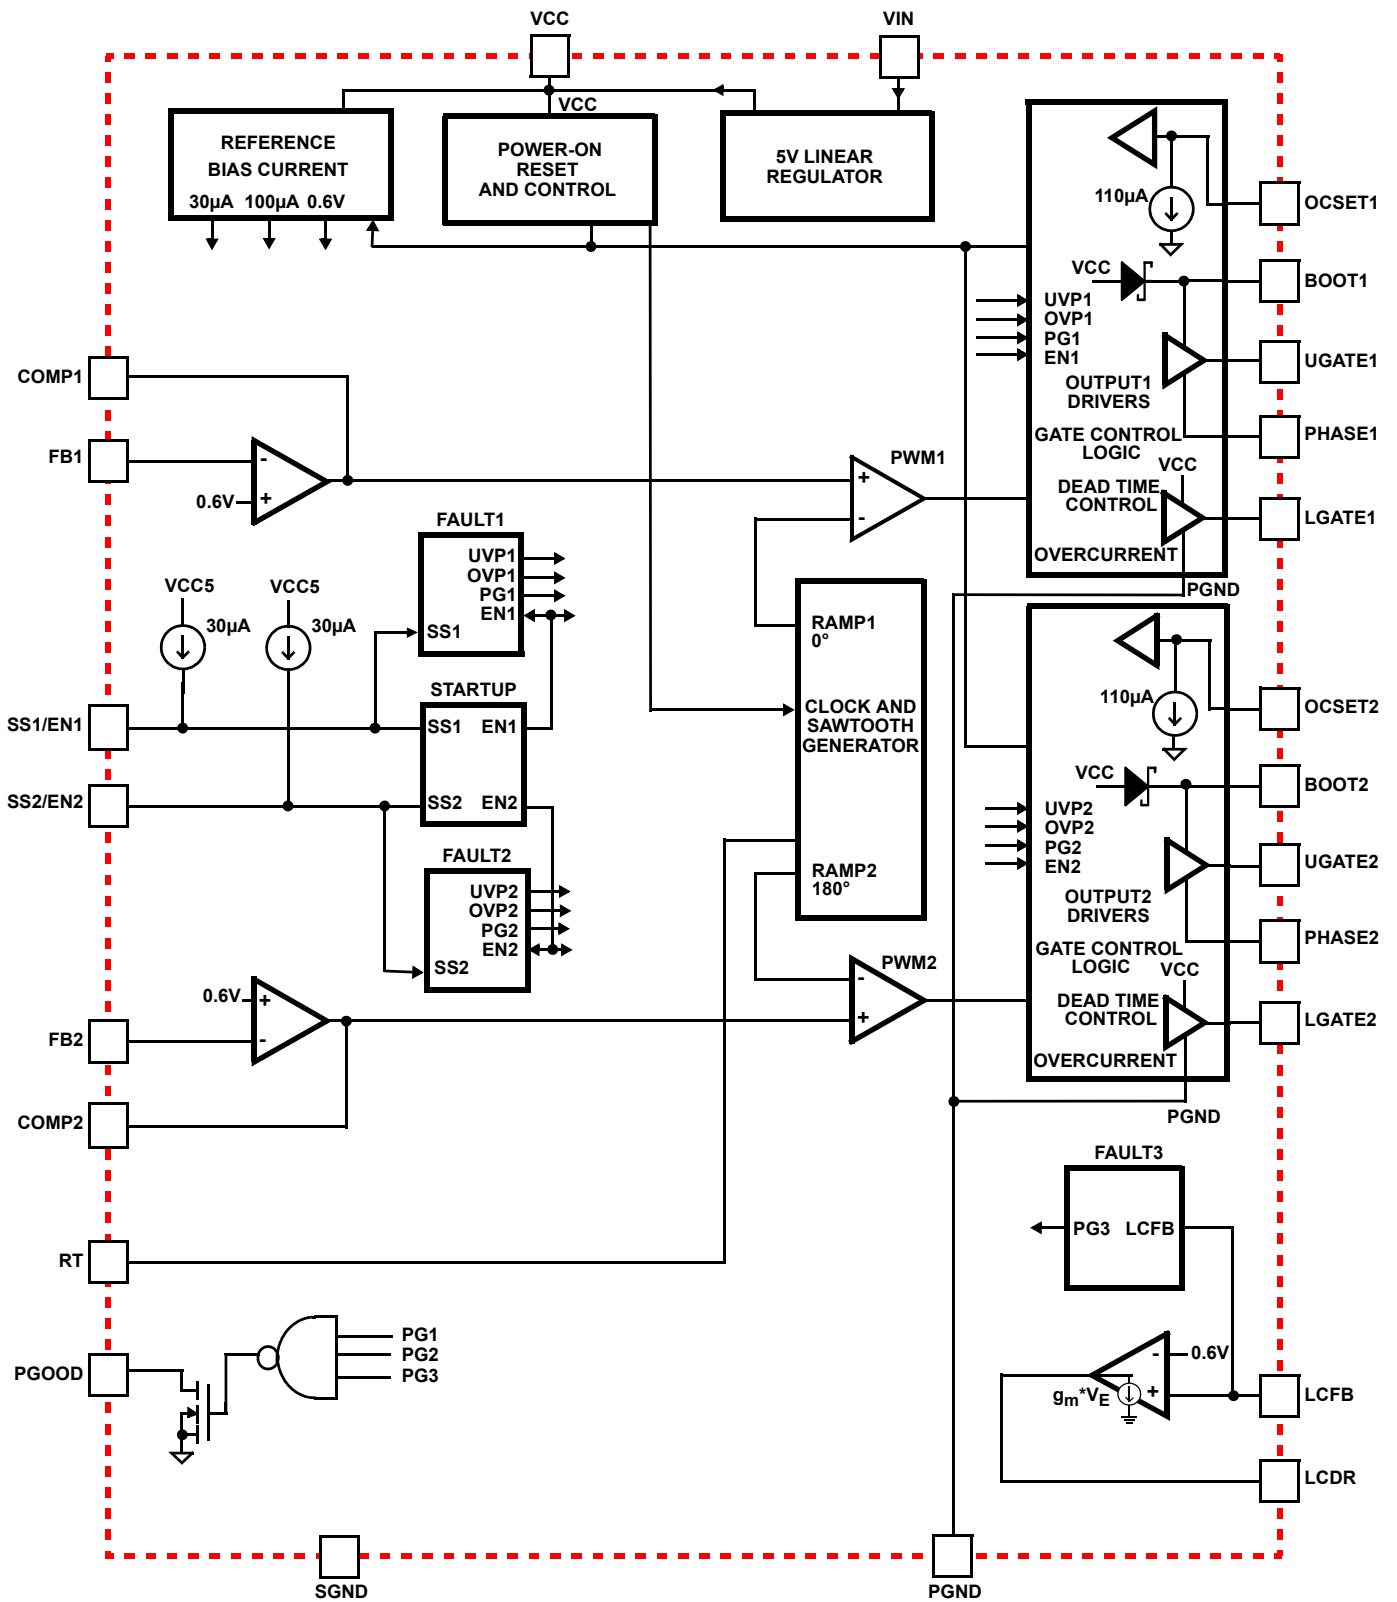 VCC
VIN
VCC
REFERENCE
BIAS CURRENT
30µA 100µA 0.6V
POWER-ON
RESET
AND CONTROL
5V LINEAR
REGULATOR
110µA
OCSET1
VCC
BOOT1
UVP1
OVP1
PG1
EN1
UGATE1
OUTPUT1
DRIVERS
PHASE1
GATE CONTROL
LOGIC
VCC
DEAD TIME
CONTROL
LGATE1
OVERCURRENT
PGND
COMP1
FB1
-
+
0.6V
PWM1
+
-
FAULT1
UVP1
OVP1
PG1
EN1
SS1
VCC5
30µA
VCC5
30µA
RAMP1
0°
STARTUP
SS1 EN1
SS2 EN2
SS1/EN1
SS2/EN2
CLOCK AND
SAWTOOTH
GENERATOR
110µA
OCSET2
VCC
BOOT2
UVP2
OVP2
PG2
EN2
UGATE2
OUTPUT2
DRIVERS
PHASE2
GATE CONTROL
LOGIC
VCC
DEAD TIME
CONTROL
LGATE2
OVERCURRENT
PGND
FAULT2
UVP2
OVP2
PG2
EN2
SS2
RAMP2
180°
PWM2
-
+
0.6V
+
-
FB2
COMP2
FAULT3
PG3 LCFB
RT
PGOOD
PG1
PG2
PG3
-
0.6V
+
gm*VE
LCFB
LCDR
SGND
PGND